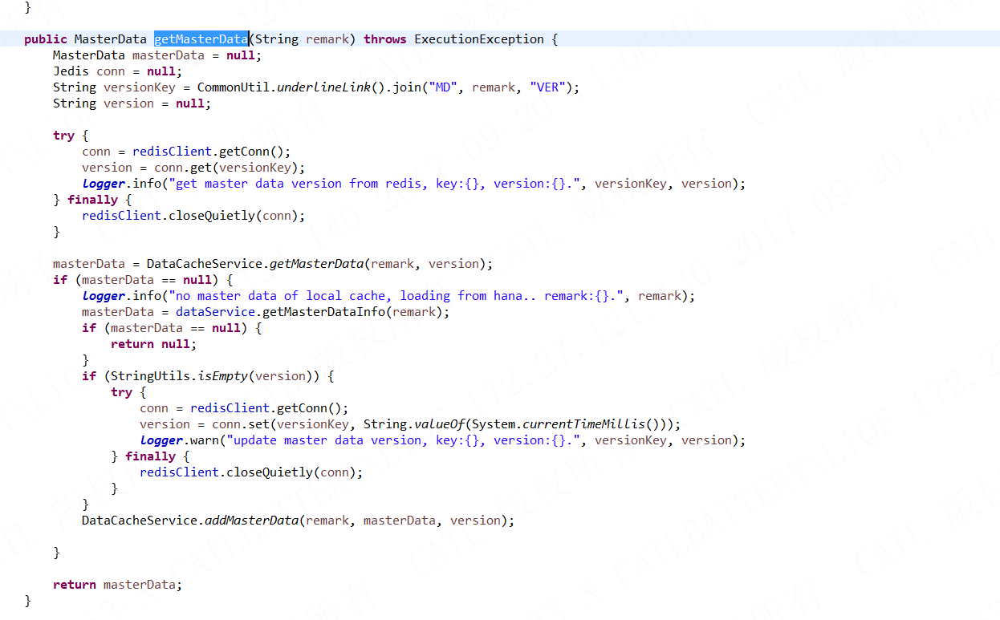 }
public MasterData getMasterData(String remark) throws ExecutionException {
MasterData masterData = null;
Jedis conn = null;
String versionKey = CommonUtil.underlineLink().join("MD", remark, "VER");
String version = null;
try {
conn = redisClient.getConn();
version = conn.get(versionKey);
Logger.info("get master data version from redis, key:{}, version:{}.", versionKey, version);
} finally {
redisClient.closeQuietly(conn);
}
masterData = DataCacheService.getMasterData(remark, version);
if (masterData == null) {
Logger.info("no master data of local cache, loading from hana.. remark:{}.", remark);
masterData = dataService.getMasterDataInfo(remark);
if (masterData == null) {
return null;
}
if (StringUtils.isEmpty(version)) {
try {
conn = redisClient.getConn();
version = conn.set(versionKey, String.valueOf(System.currentTimeMillis()));
Logger.warn("update master data version, key:{}, version:{}.", versionKey, version);
} finally {
redisClient.closeQuietly(conn);
}
}
DataCacheService.addMasterData(remark, masterData, version);
}
return masterData;
}